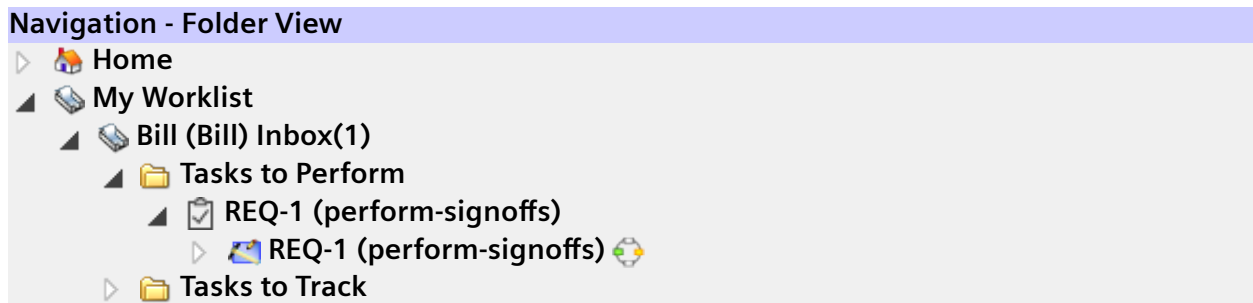 Navigation - Folder View
Home
My Worklist
Bill (Bill) Inbox(1)
Tasks to Perform
REQ-1 (perform-signoffs)
REQ-1 (perform-signoffs)
Tasks to Track